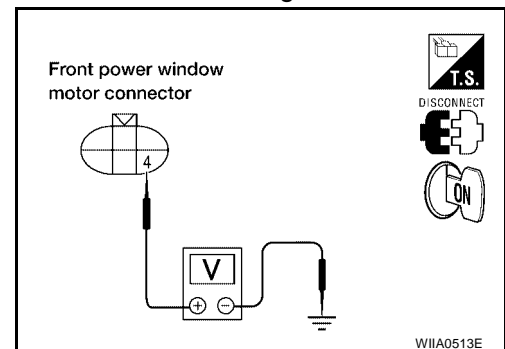 Front power window
motor connector
4
V
+ −
T.S.
DISCONNECT
ON
WIIA0513E